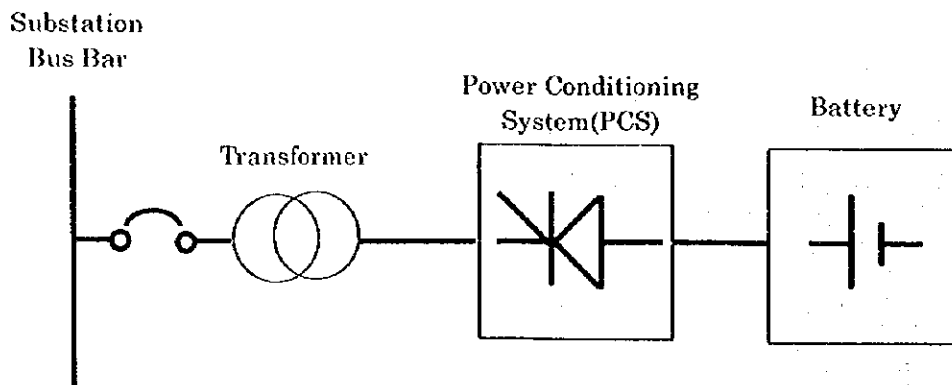 Substation
Bus Bar
Transformer
Power Conditioning
System(PCS)
Battery